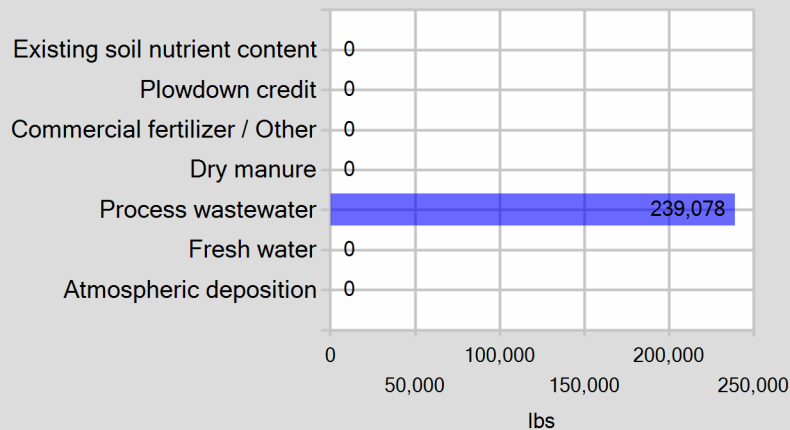 Existing soil nutrient content 0
Plowdown credit 0
Commercial fertilizer / Other 0
Dry manure 0
Process wastewater 239,078
Fresh water 0
Atmospheric deposition 0
0 100,000 200,000
50,000 150,000 250,000
lbs